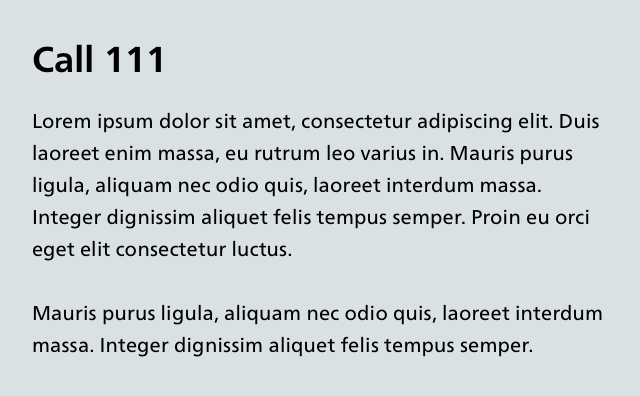 Call 111
Lorem ipsum dolor sit amet, consectetur adipiscing elit. Duis
laoreet enim massa, eu rutrum leo varius in. Mauris purus
ligula, aliquam nec odio quis, laoreet interdum massa.
Integer dignissim aliquet felis tempus semper. Proin eu orci
eget elit consectetur luctus.
Mauris purus ligula, aliquam nec odio quis, laoreet interdum
massa. Integer dignissim aliquet felis tempus semper.